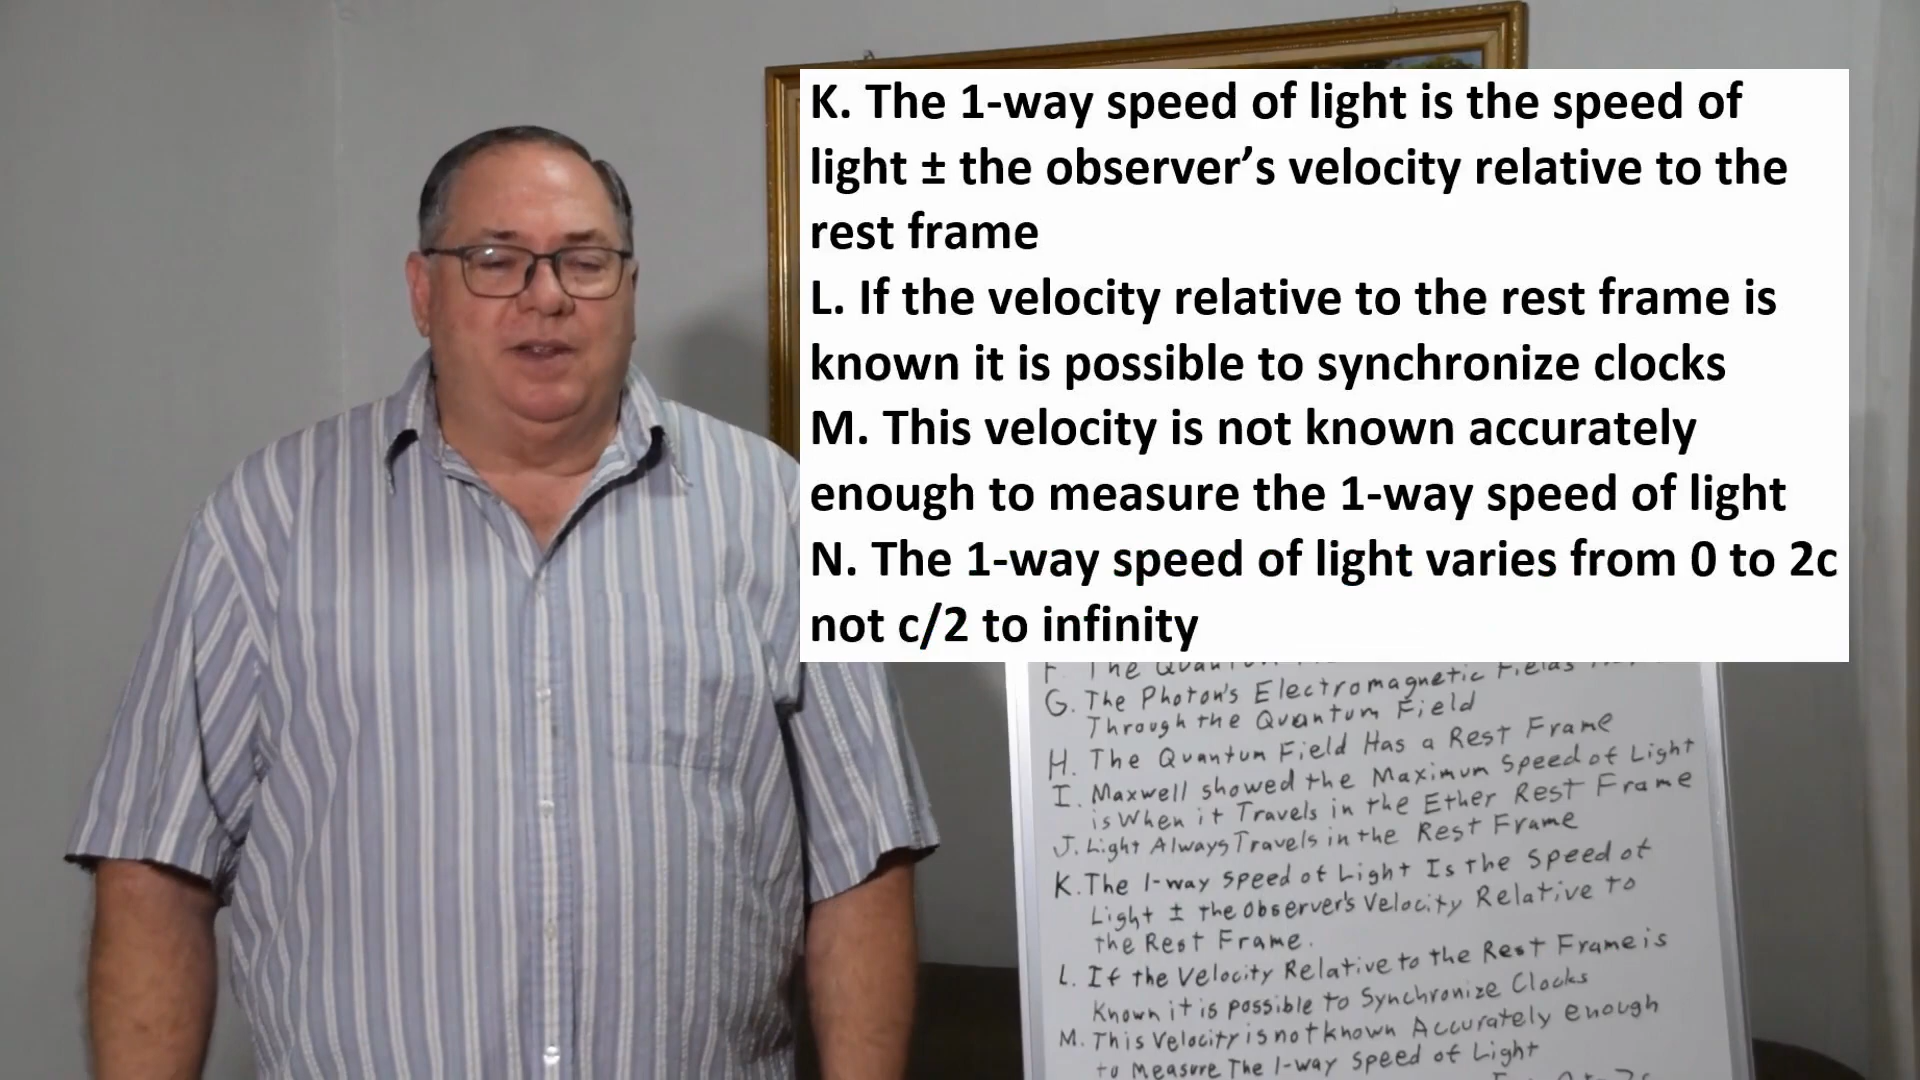 K. The 1-way speed of light is the speed of
light ± the observer’s velocity relative to the
rest frame
L. If the velocity relative to the rest frame is
known it is possible to synchronize clocks
M. This velocity is not known accurately
enough to measure the 1-way speed of light
N. The 1-way speed of light varies from 0 to 2c
not c/2 to infinity
F. The
G. The Photon's Electromagnetic Fields
Through the Quantum Field
H. The Quantum Field Has a Rest Frame
I. Maxwell showed the Maximum Speed of Light
is When it Travels in the Ether Rest Frame
J. Light Always Travels in the Rest Frame
K. The 1-way Speed of Light Is the Speed of
Light ± the Observer's Velocity Relative to
the Rest Frame.
L. If the Velocity Relative to the Rest Frame is
Known it is possible to Synchronize Clocks
M. This Velocity is not known Accurately enough
to Measure The 1-way Speed of Light